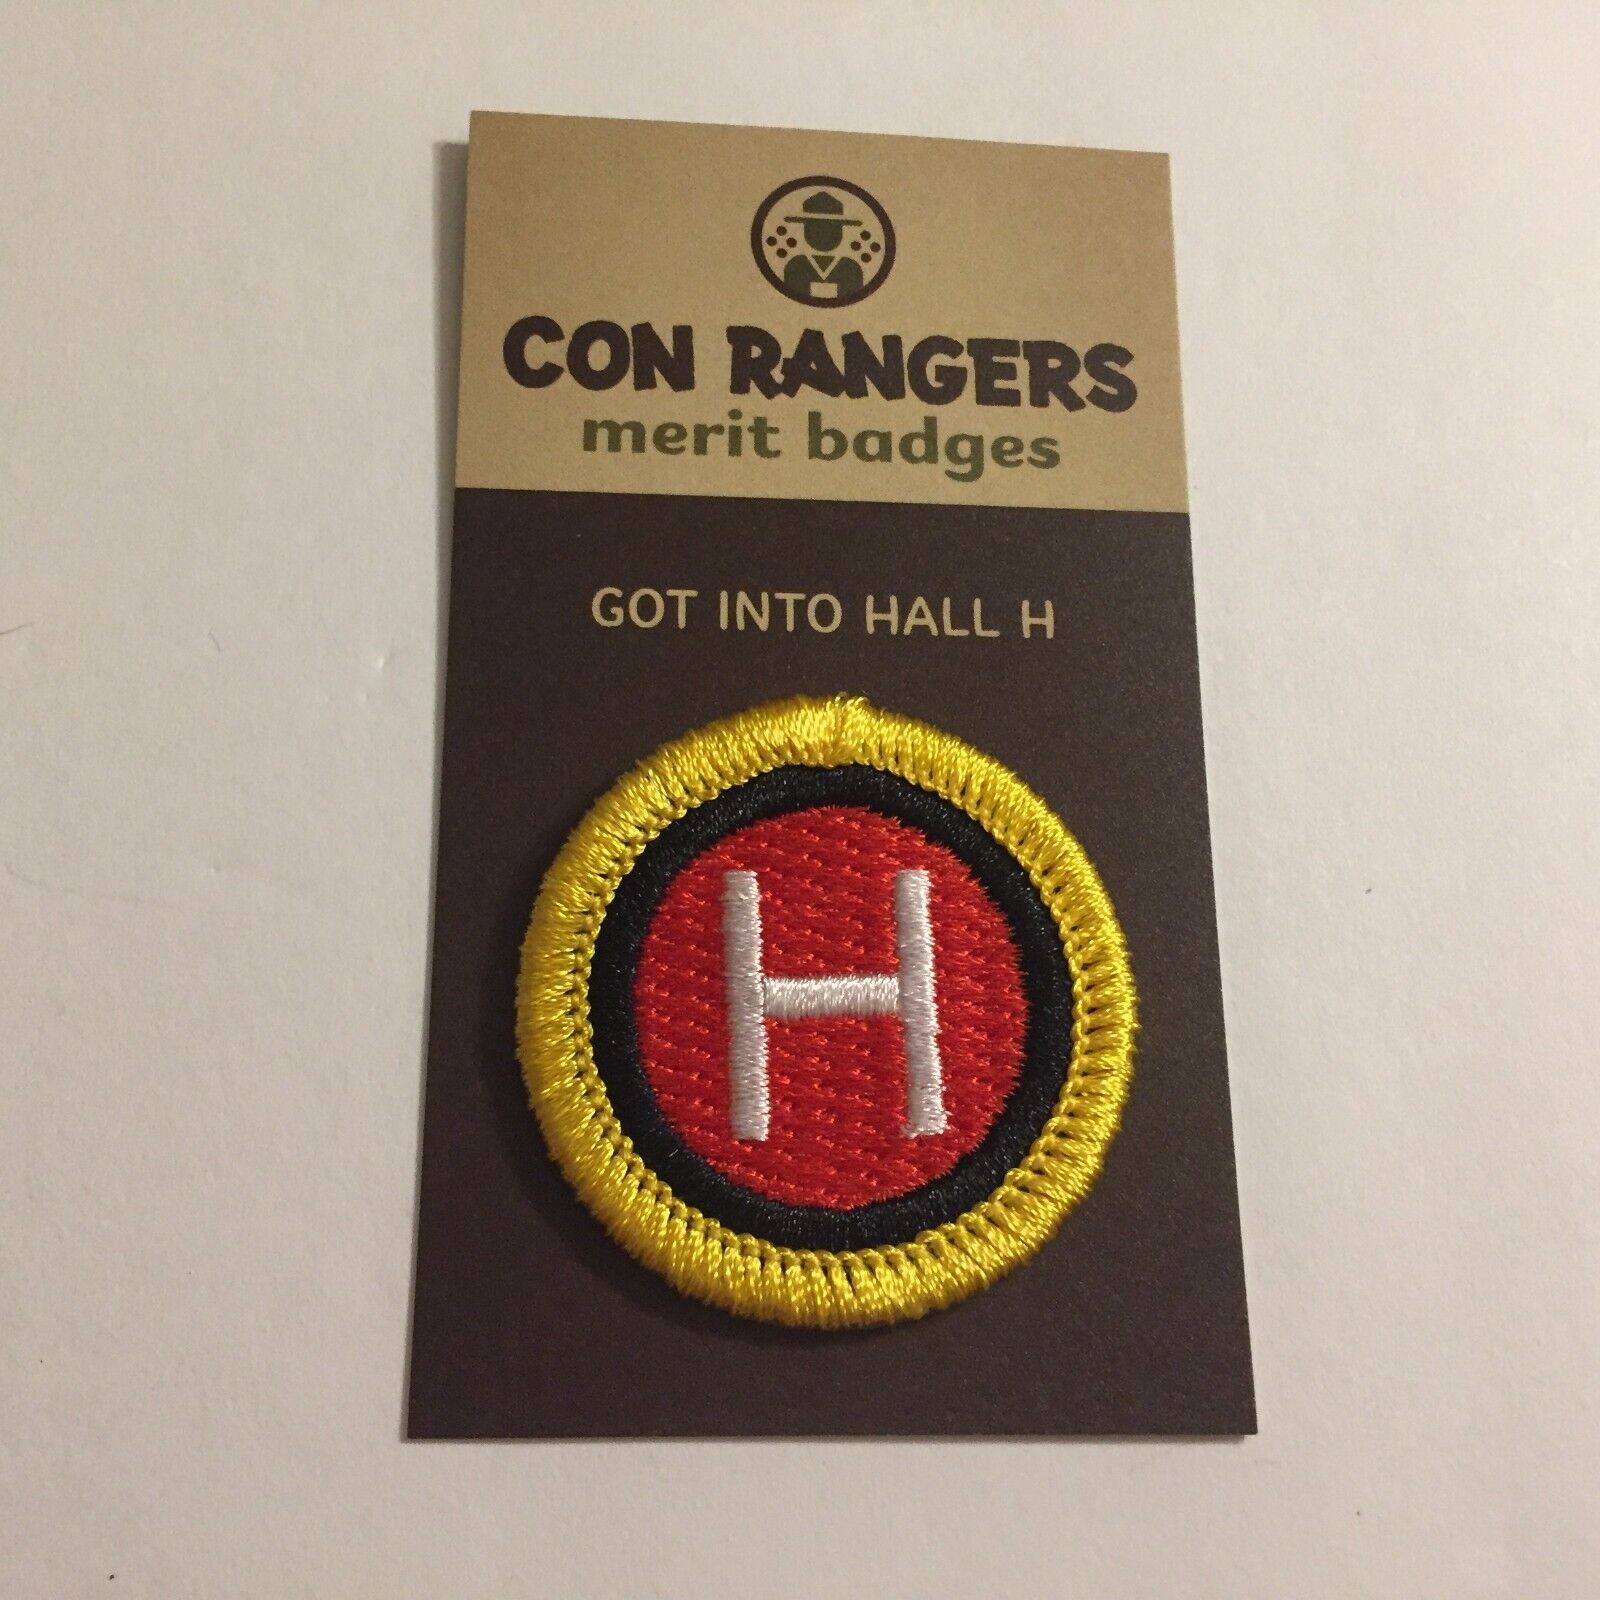 CON RANGERS
merit badges
GOT INTO HALL H
H